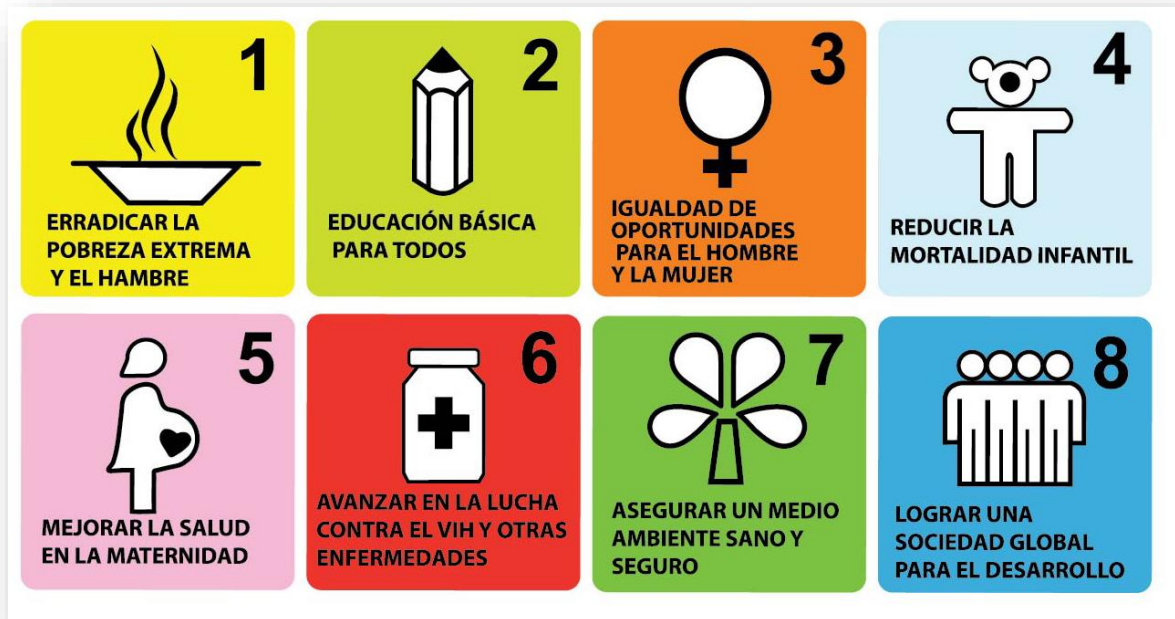 1
ERRADICAR LA
POBREZA EXTREMA
Y EL HAMBRE
2
EDUCACIÓN BÁSICA
PARA TODOS
3
IGUALDAD DE
OPORTUNIDADES
PARA EL HOMBRE
Y LA MUJER
4
REDUCIR LA
MORTALIDAD INFANTIL
5
MEJORAR LA SALUD
EN LA MATERNIDAD
6
AVANZAR EN LA LUCHA
CONTRA EL VIH Y OTRAS
ENFERMEDADES
7
ASEGURAR UN MEDIO
AMBIENTE SANO Y
SEGURO
8
LOGRAR UNA
SOCIEDAD GLOBAL
PARA EL DESARROLLO